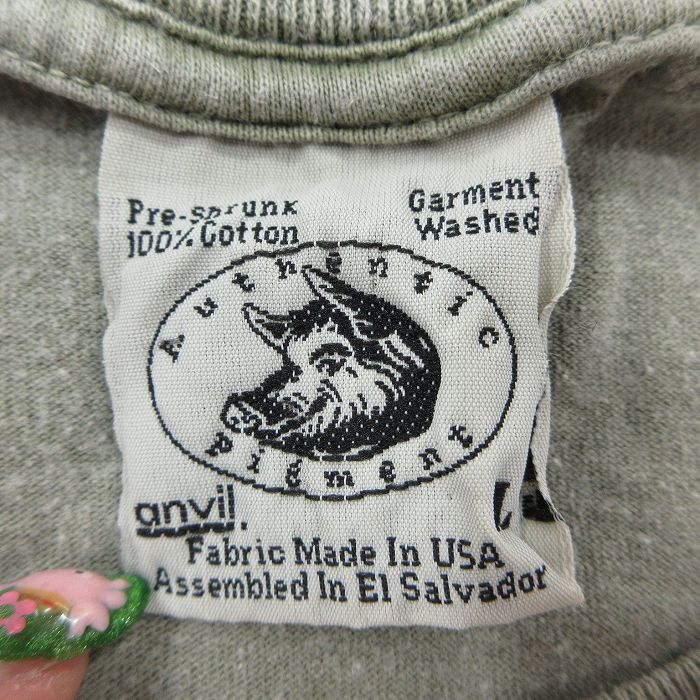 Pre-shrunk
100% Cotton
Garment
Washed
Authentic
Pigment
anvil.
Fabric Made In USA
Assembled In El Salvador